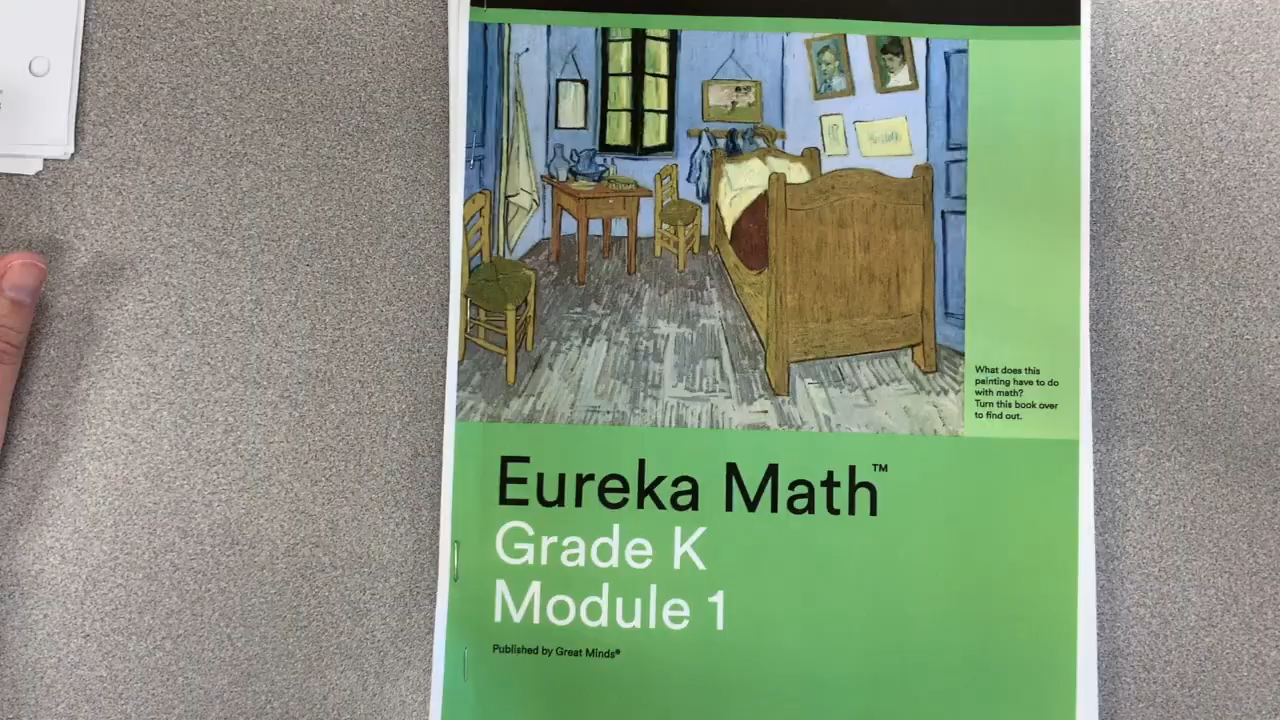 What does this
painting have to do
with math?
Turn this book over
to find out.
Eureka Math™
Grade K
Module 1
Published by Great Minds®